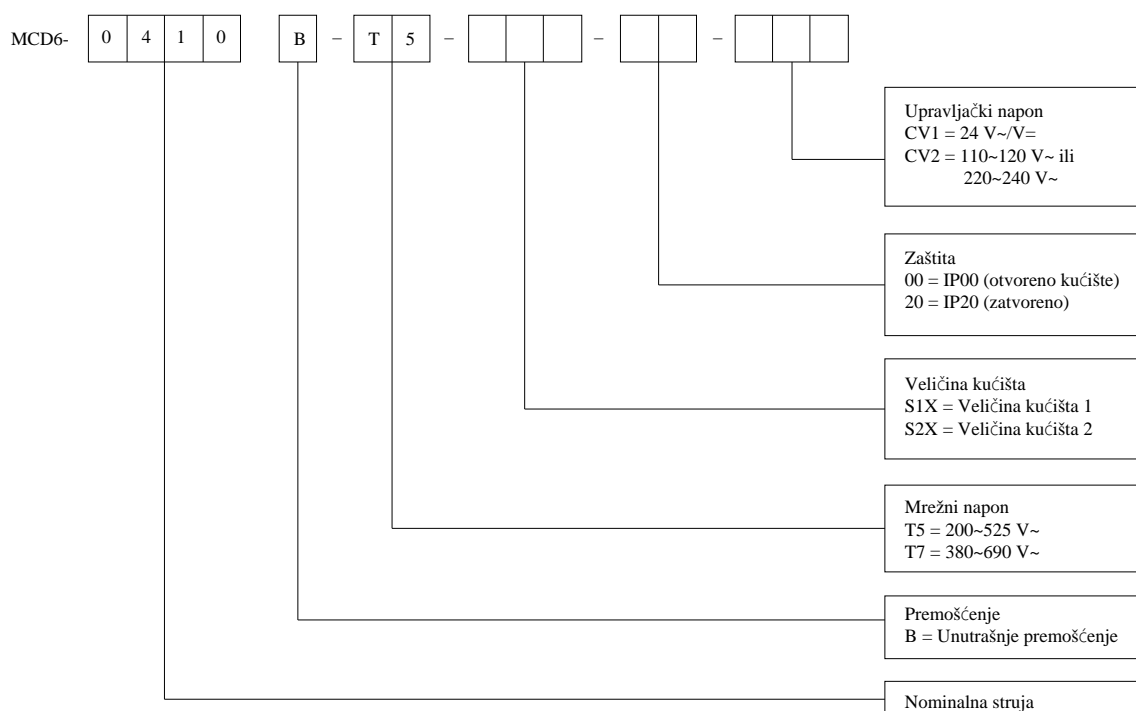 MCD6- 0 4 1 0 B – T 5 – – –
Upravljački napon
CV1 = 24 V~/V=
CV2 = 110~120 V~ ili
220~240 V~
Zaštita
00 = IP00 (otvoreno kućište)
20 = IP20 (zatvoreno)
Veličina kućišta
S1X = Veličina kućišta 1
S2X = Veličina kućišta 2
Mrežni napon
T5 = 200~525 V~
T7 = 380~690 V~
Premošćenje
B = Unutrašnje premošćenje
Nominalna struja